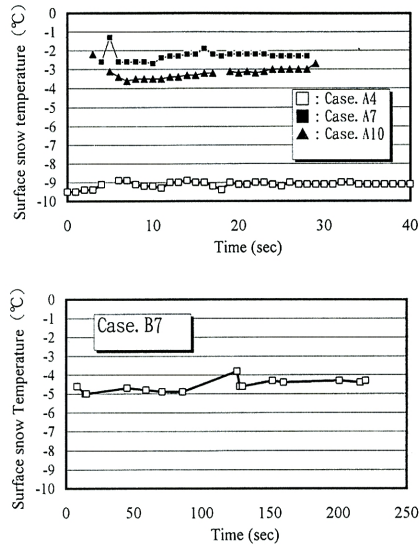 Surface snow temperature (℃)
0
-1
-2
-3
-4
-5
-6
-7
-8
-9
-10
□ : Case. A4
■ : Case. A7
▲ : Case. A10
0 10 20 30 40
Time (sec)
Surface snow Temperature (℃)
0
-1
-2
-3
-4
-5
-6
-7
-8
-9
-10
Case. B7
0 50 100 150 200 250
Time (sec)